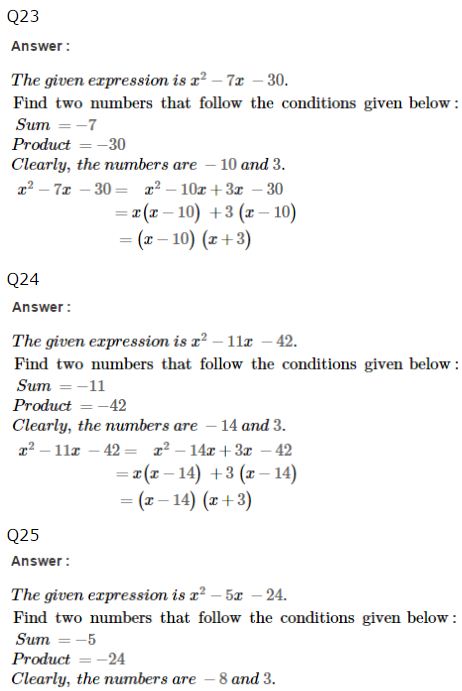 Q23
Answer :
The given expression is x² − 7x − 30.
Find two numbers that follow the conditions given below :
Sum = −7
Product = −30
Clearly, the numbers are − 10 and 3.
x² − 7x − 30 = x² − 10x + 3x − 30
= x(x − 10) + 3 (x − 10)
= (x − 10) (x + 3)
Q24
Answer :
The given expression is x² − 11x − 42.
Find two numbers that follow the conditions given below :
Sum = −11
Product = −42
Clearly, the numbers are − 14 and 3.
x² − 11x − 42 = x² − 14x + 3x − 42
= x(x − 14) + 3 (x − 14)
= (x − 14) (x + 3)
Q25
Answer :
The given expression is x² − 5x − 24.
Find two numbers that follow the conditions given below :
Sum = −5
Product = −24
Clearly, the numbers are − 8 and 3.